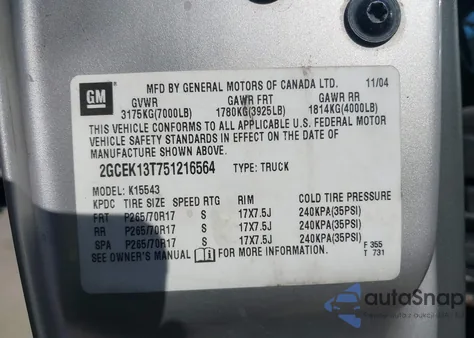 GM
MFD BY GENERAL MOTORS OF CANADA LTD. 11/04
GVWR GAWR FRT GAWR RR
3175KG(7000LB) 1780KG(3925LB) 1814KG(4000LB)
THIS VEHICLE CONFORMS TO ALL APPLICABLE U.S. FEDERAL MOTOR
VEHICLE SAFETY STANDARDS IN EFFECT ON THE DATE OF
MANUFACTURE SHOWN ABOVE.
2GCEK13T751216564 TYPE: TRUCK
MODEL: K15543
KPDC TIRE SIZE SPEED RTG RIM COLD TIRE PRESSURE
FRT P265/70R17 S 17X7.5J 240KPA(35PSI)
RR P265/70R17 S 17X7.5J 240KPA(35PSI)
SPA P265/70R17 S 17X7.5J 240KPA(35PSI)
SEE OWNER'S MANUAL FOR MORE INFORMATION. F 355
T 731
autoSnap